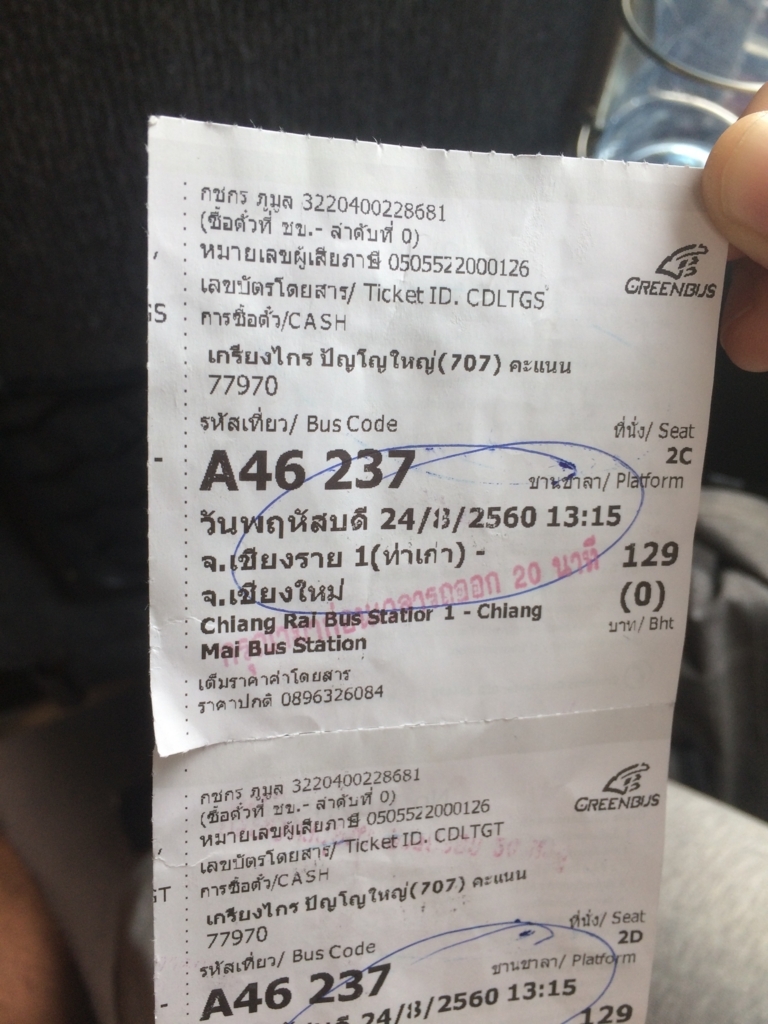 กชกร ภูมูล 3220400228681
(ซื้อตั๋วที่ ชข.- ลำดับที่ 0)
หมายเลขผู้เสียภาษี 0505522000126
GREENBUS
เลขบัตรโดยสาร/ Ticket ID. CDLTGS
การซื้อตั๋ว/CASH
เกรียงไกร ปัญโญใหญ่(707) คะแนน
77970
รหัสเที่ยว/ Bus Code
ที่นั่ง/ Seat
2C
A46 237
ชานชาลา/ Platform
วันพฤหัสบดี 24/8/2560 13:15
จ.เชียงราย 1(ท่าเก่า) -
129
จ.เชียงใหม่
(0)
Chiang Rai Bus Station 1 - Chiang
บาท/ Bht
Mai Bus Station
รถออก 20 นาที
เต็มราคาค่าโดยสาร
ราคาปกติ 0896326084
กชกร ภูมูล 3220400228681
(ซื้อตั๋วที่ ชข.- ลำดับที่ 0)
หมายเลขผู้เสียภาษี 0505522000126
GREENBUS
เลขบัตรโดยสาร/ Ticket ID. CDLTGT
การซื้อตั๋ว/CASH
เกรียงไกร ปัญโญใหญ่(707) คะแนน
77970
รหัสเที่ยว/ Bus Code
ที่นั่ง/ Seat
2D
A46 237
ชานชาลา/ Platform
24/8/2560 13:15
129